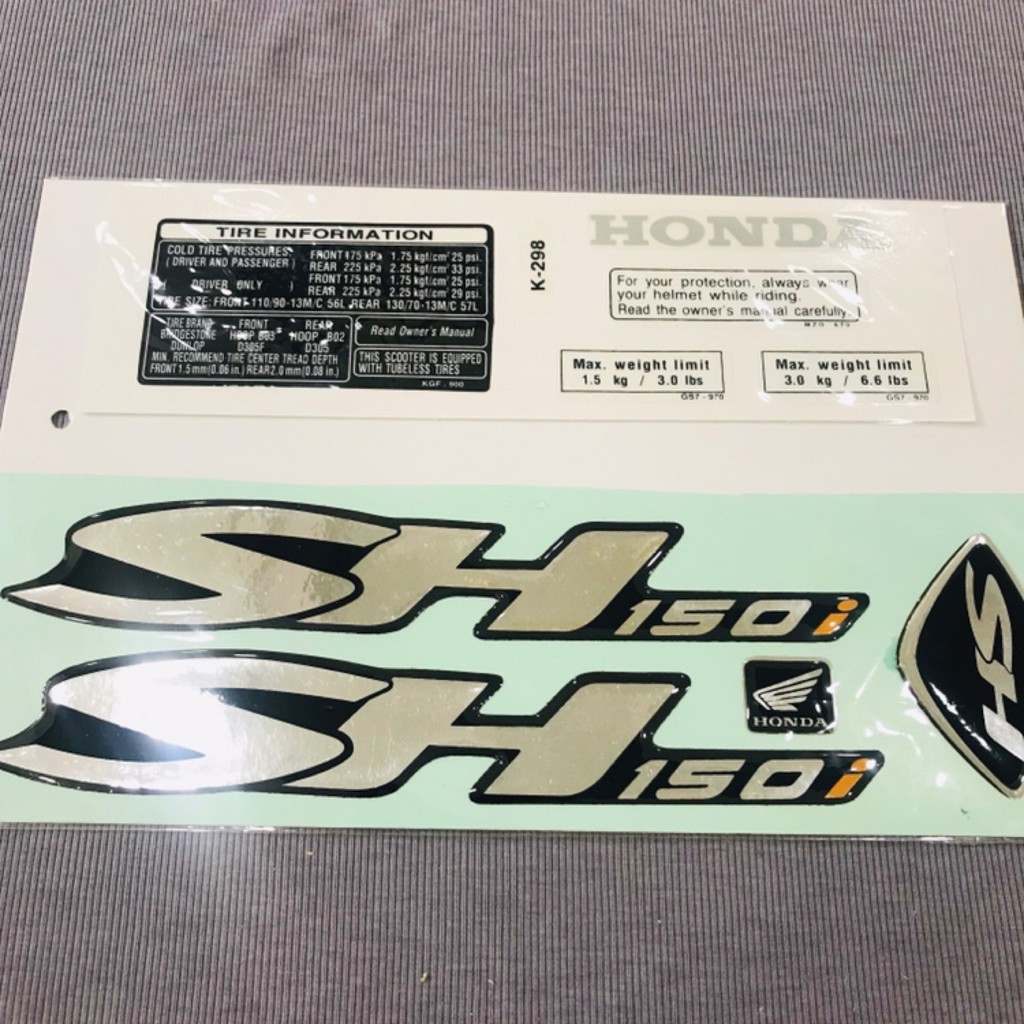 TIRE INFORMATION
COLD TIRE PRESSURES:
(DRIVER AND PASSENGER)
FRONT 175 kPa 1.75 kgf/cm² 25 psi.
REAR 225 kPa 2.25 kgf/cm² 33 psi.
(DRIVER ONLY)
FRONT 175 kPa 1.75 kgf/cm² 25 psi.
REAR 225 kPa 2.25 kgf/cm² 29 psi.
TIRE SIZE: FRONT 110/90-13M/C 56L REAR 130/70-13M/C 57L
TIRE BRAND FRONT REAR
BRIDGESTONE HOOP B03 HOOP B02
DUNLOP D305F D305
MIN. RECOMMEND TIRE CENTER TREAD DEPTH
FRONT 1.5mm(0.06 in.) REAR 2.0mm(0.08 in.)
Read Owner's Manual
THIS SCOOTER IS EQUIPPED
WITH TUBELESS TIRES
KGF - 900
K-298
HONDA
For your protection, always wear
your helmet while riding.
Read the owner's manual carefully.
Max. weight limit
1.5 kg / 3.0 lbs
GS7 - 970
Max. weight limit
3.0 kg / 6.6 lbs
GS7 - 970
SH150i
SH
SH150i
HONDA